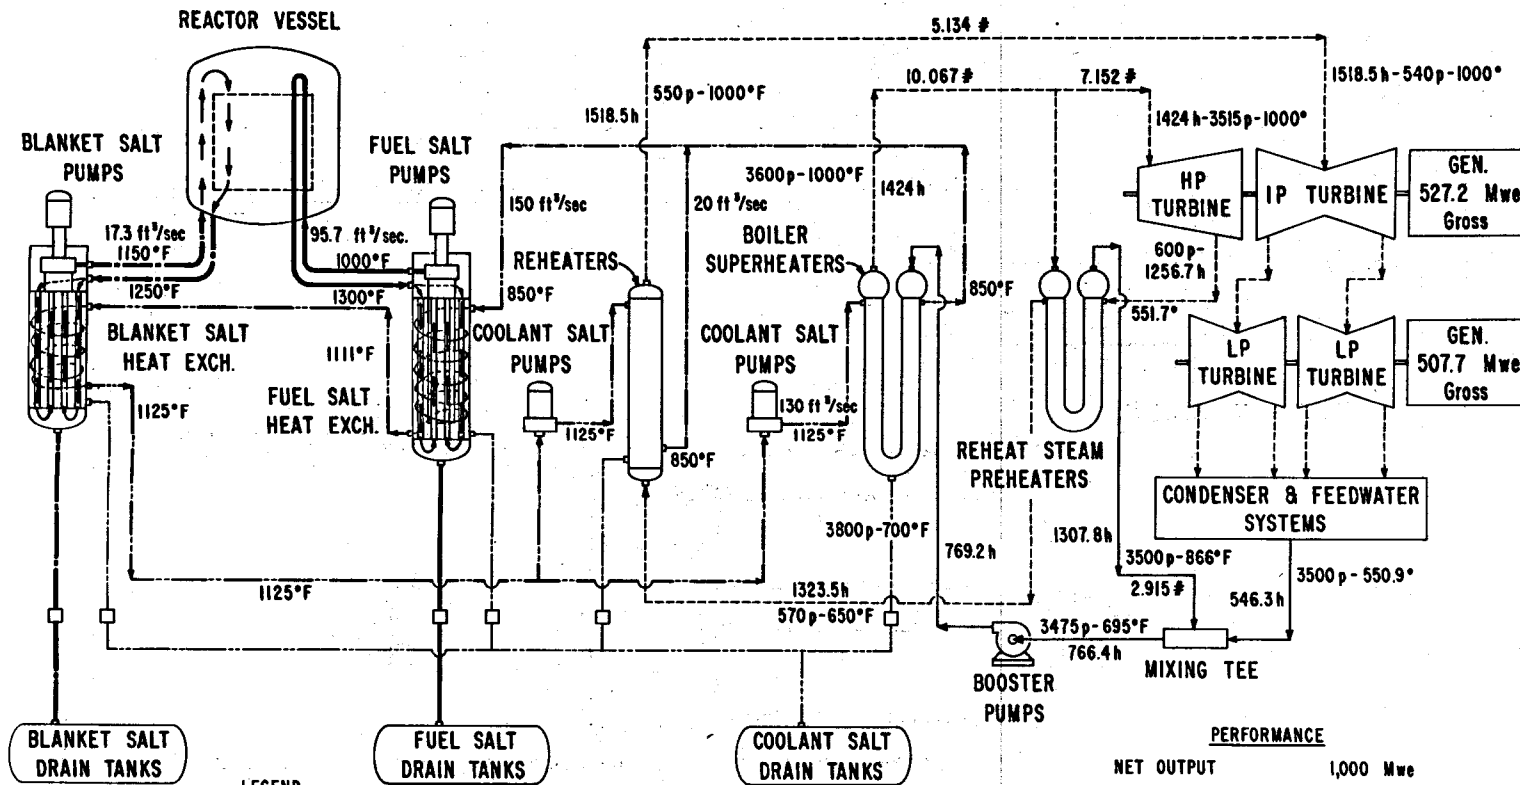 REACTOR VESSEL
5.134 #
10.067 #
7.152 #
1518.5h-540p-1000°
550p-1000°F
1518.5h
1424h-3515p-1000°
BLANKET SALT
PUMPS
FUEL SALT
PUMPS
3600p-1000°F
1424h
HP
TURBINE
IP TURBINE
GEN.
527.2 Mwe
Gross
150 ft³/sec
20 ft³/sec
17.3 ft³/sec
1150°F
1250°F
95.7 ft³/sec.
1000°F
1300°F
REHEATERS
BOILER
SUPERHEATERS
600p-
1256.7h
850°F
850°F
551.7°
BLANKET SALT
HEAT EXCH.
1111°F
COOLANT SALT
PUMPS
COOLANT SALT
PUMPS
LP
TURBINE
LP
TURBINE
GEN.
507.7 Mwe
Gross
1125°F
FUEL SALT
HEAT EXCH.
1125°F
130 ft³/sec
1125°F
850°F
REHEAT STEAM
PREHEATERS
CONDENSER & FEEDWATER
SYSTEMS
3800p-700°F
769.2h
1307.8h
3500p-866°F
2.915 #
3500p-550.9°
546.3h
1125°F
1323.5h
570p-650°F
3475p-695°F
766.4h
MIXING TEE
BOOSTER
PUMPS
BLANKET SALT
DRAIN TANKS
FUEL SALT
DRAIN TANKS
COOLANT SALT
DRAIN TANKS
PERFORMANCE
NET OUTPUT 1,000 Mwe
LEGEND